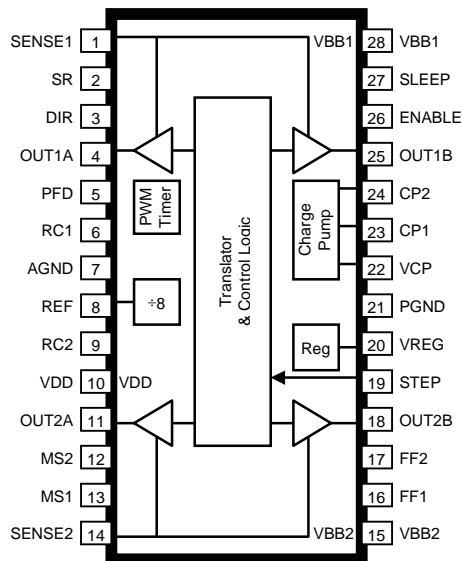 SENSE1 1 VBB1 28 VBB1
SR 2 27 SLEEP
DIR 3 26 ENABLE
OUT1A 4 25 OUT1B
PFD 5 PWM Timer 24 CP2
RC1 6 Charge Pump 23 CP1
AGND 7 Translator & Control Logic 22 VCP
REF 8 ÷8 21 PGND
RC2 9 Reg 20 VREG
VDD 10 VDD 19 STEP
OUT2A 11 18 OUT2B
MS2 12 17 FF2
MS1 13 16 FF1
SENSE2 14 VBB2 15 VBB2